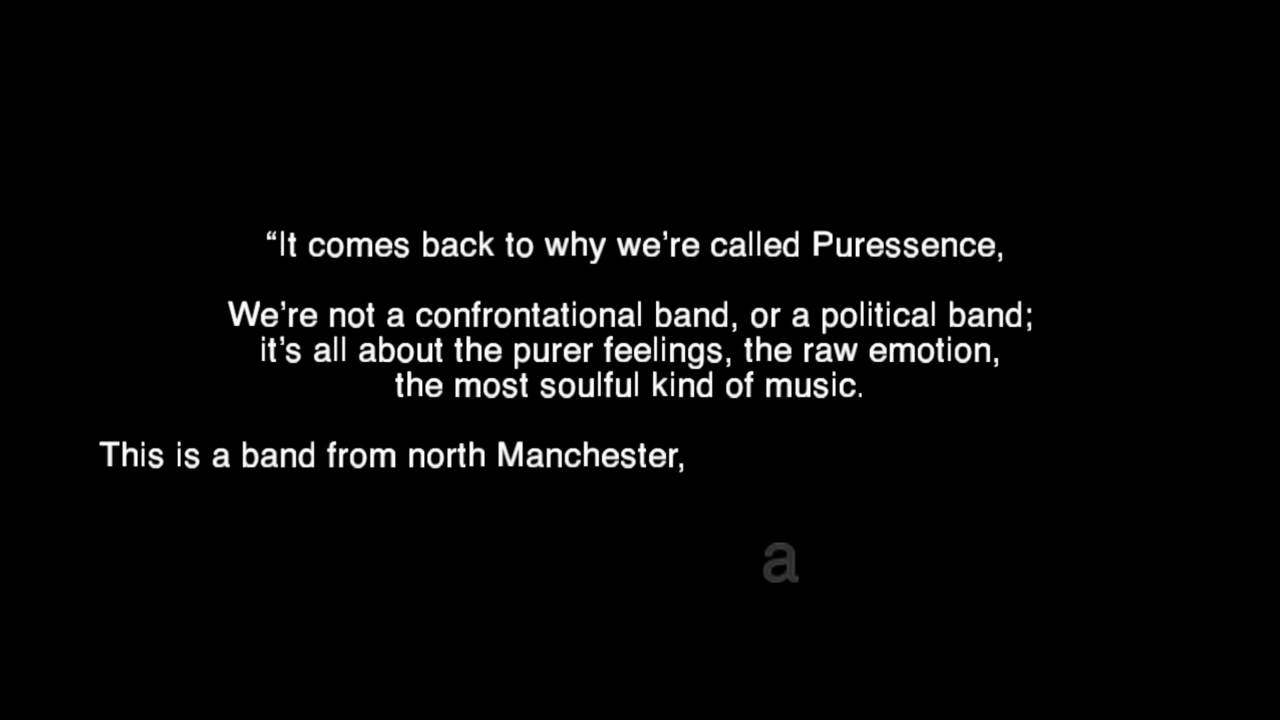 “It comes back to why we’re called Puressence,
We’re not a confrontational band, or a political band;
it’s all about the purer feelings, the raw emotion,
the most soulful kind of music.
This is a band from north Manchester,
a